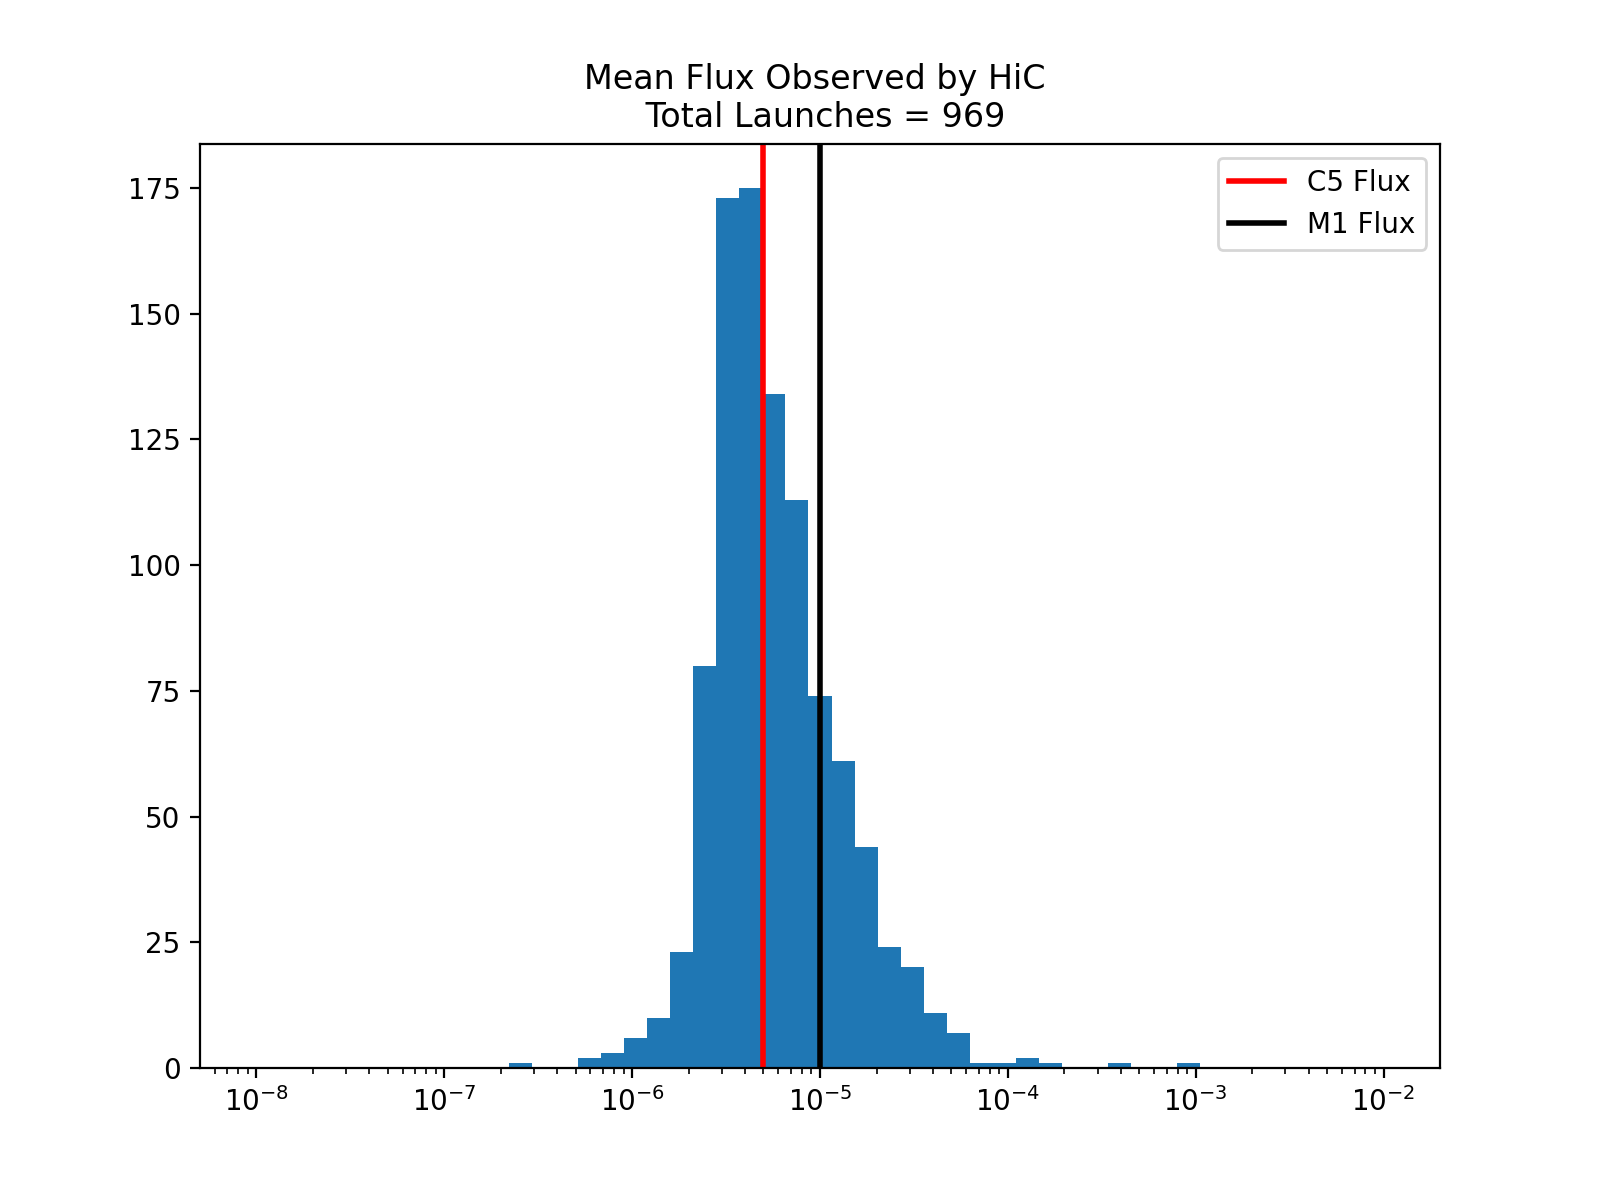 Mean Flux Observed by HiC
Total Launches = 969
C5 Flux
M1 Flux
175
150
125
100
75
50
25
0
10⁻⁸ 10⁻⁷ 10⁻⁶ 10⁻⁵ 10⁻⁴ 10⁻³ 10⁻²